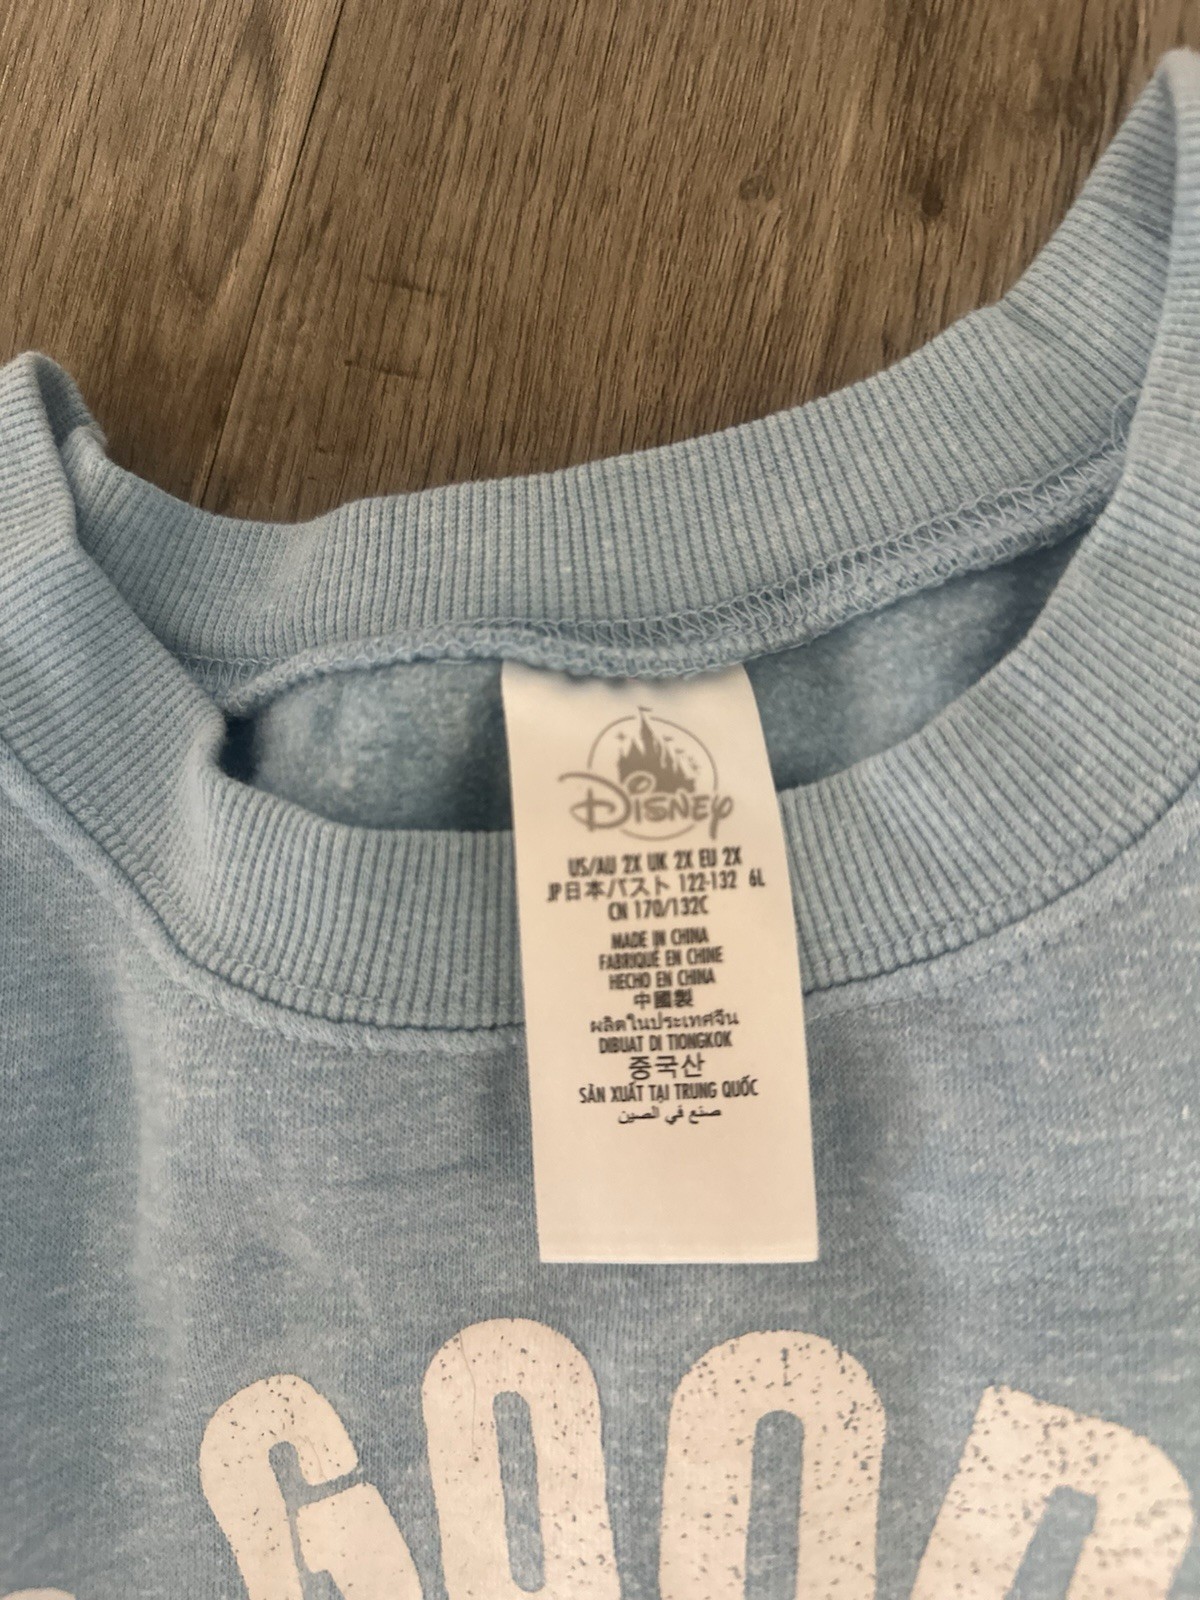 Disney
US/AU 2X UK 2X EU 2X
JP日本バスト 122-132 6L
CN 170/132C
MADE IN CHINA
FABRIQUÉ EN CHINE
HECHO EN CHINA
中國製
ผลิตในประเทศจีน
DIBUAT DI TIONGKOK
중국산
SẢN XUẤT TẠI TRUNG QUỐC
صنع في الصين
GOOD